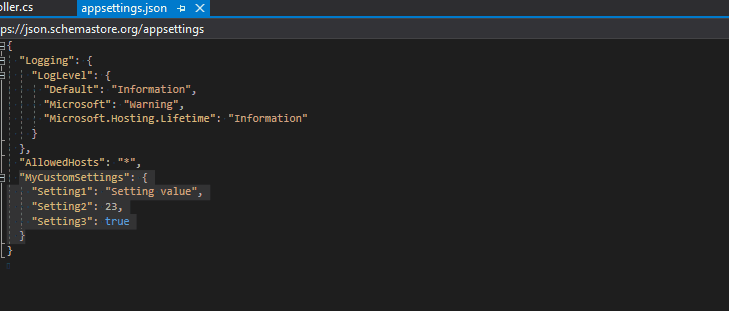 oller.cs appsettings.json
ps://json.schemastore.org/appsettings
{
"Logging": {
"LogLevel": {
"Default": "Information",
"Microsoft": "Warning",
"Microsoft.Hosting.Lifetime": "Information"
}
},
"AllowedHosts": "*",
"MyCustomSettings": {
"Setting1": "Setting value",
"Setting2": 23,
"Setting3": true
}
}